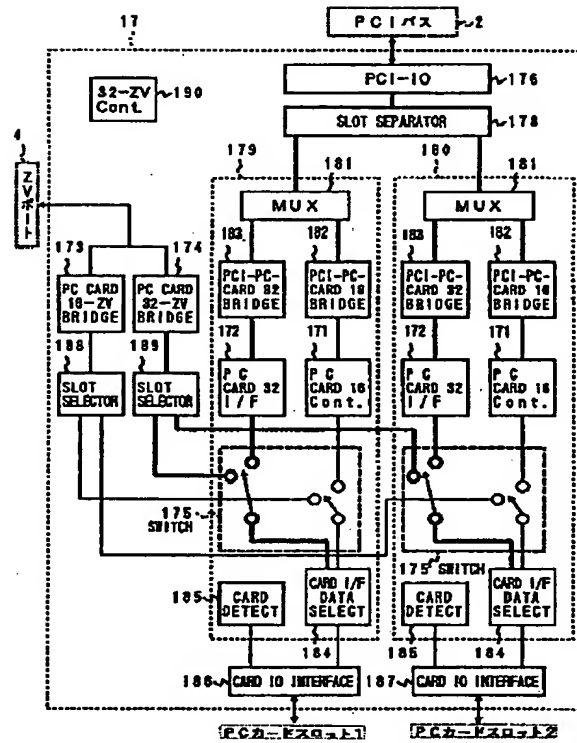 PCIバス
2
17
32-ZV
Cont.
190
PCI-IO
176
SLOT SEPARATOR
178
4
ZVポート
179
181
MUX
180
181
MUX
173
174
PC CARD
16-ZV
BRIDGE
PC CARD
32-ZV
BRIDGE
183
182
PCI-PC-
CARD 32
BRIDGE
PCI-PC-
CARD 16
BRIDGE
183
182
PCI-PC-
CARD 32
BRIDGE
PCI-PC-
CARD 16
BRIDGE
188
189
SLOT
SELECTOR
SLOT
SELECTOR
172
171
PC
CARD 32
I/F
PC
CARD 16
Cont.
172
171
PC
CARD 32
I/F
PC
CARD 16
Cont.
175
SWITCH
175 SWITCH
185
CARD
DETECT
CARD I/F
DATA
SELECT
184
CARD
DETECT
185
CARD I/F
DATA
SELECT
184
186
CARD IO INTERFACE
187
CARD IO INTERFACE
PCカードスロット1
PCカードスロット2